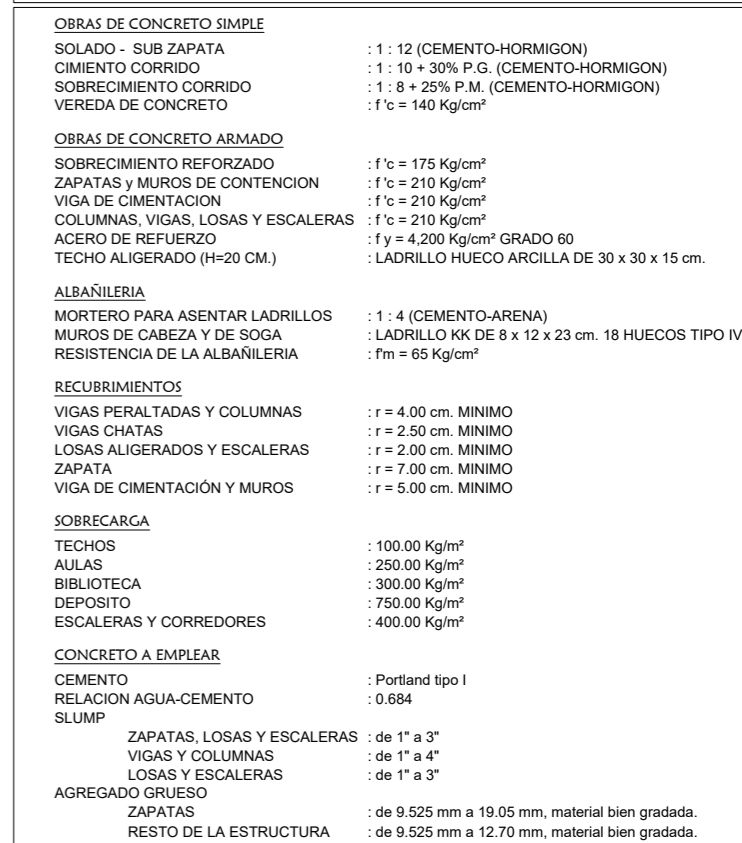 OBRAS DE CONCRETO SIMPLE
SOLADO - SUB ZAPATA : 1 : 12 (CEMENTO-HORMIGON)
CIMIENTO CORRIDO : 1 : 10 + 30% P.G. (CEMENTO-HORMIGON)
SOBRECIMIENTO CORRIDO : 1 : 8 + 25% P.M. (CEMENTO-HORMIGON)
VEREDA DE CONCRETO : f 'c = 140 Kg/cm²
OBRAS DE CONCRETO ARMADO
SOBRECIMIENTO REFORZADO : f 'c = 175 Kg/cm²
ZAPATAS y MUROS DE CONTENCION : f 'c = 210 Kg/cm²
VIGA DE CIMENTACION : f 'c = 210 Kg/cm²
COLUMNAS, VIGAS, LOSAS Y ESCALERAS : f 'c = 210 Kg/cm²
ACERO DE REFUERZO : f y = 4,200 Kg/cm² GRADO 60
TECHO ALIGERADO (H=20 CM.) : LADRILLO HUECO ARCILLA DE 30 x 30 x 15 cm.
ALBAÑILERIA
MORTERO PARA ASENTAR LADRILLOS : 1 : 4 (CEMENTO-ARENA)
MUROS DE CABEZA Y DE SOGA : LADRILLO KK DE 8 x 12 x 23 cm. 18 HUECOS TIPO IV
RESISTENCIA DE LA ALBAÑILERIA : f'm = 65 Kg/cm²
RECUBRIMIENTOS
VIGAS PERALTADAS Y COLUMNAS : r = 4.00 cm. MINIMO
VIGAS CHATAS : r = 2.50 cm. MINIMO
LOSAS ALIGERADOS Y ESCALERAS : r = 2.00 cm. MINIMO
ZAPATA : r = 7.00 cm. MINIMO
VIGA DE CIMENTACIÓN Y MUROS : r = 5.00 cm. MINIMO
SOBRECARGA
TECHOS : 100.00 Kg/m²
AULAS : 250.00 Kg/m²
BIBLIOTECA : 300.00 Kg/m²
DEPOSITO : 750.00 Kg/m²
ESCALERAS Y CORREDORES : 400.00 Kg/m²
CONCRETO A EMPLEAR
CEMENTO : Portland tipo I
RELACION AGUA-CEMENTO : 0.684
SLUMP
ZAPATAS, LOSAS Y ESCALERAS : de 1" a 3"
VIGAS Y COLUMNAS : de 1" a 4"
LOSAS Y ESCALERAS : de 1" a 3"
AGREGADO GRUESO
ZAPATAS : de 9.525 mm a 19.05 mm, material bien gradada.
RESTO DE LA ESTRUCTURA : de 9.525 mm a 12.70 mm, material bien gradada.